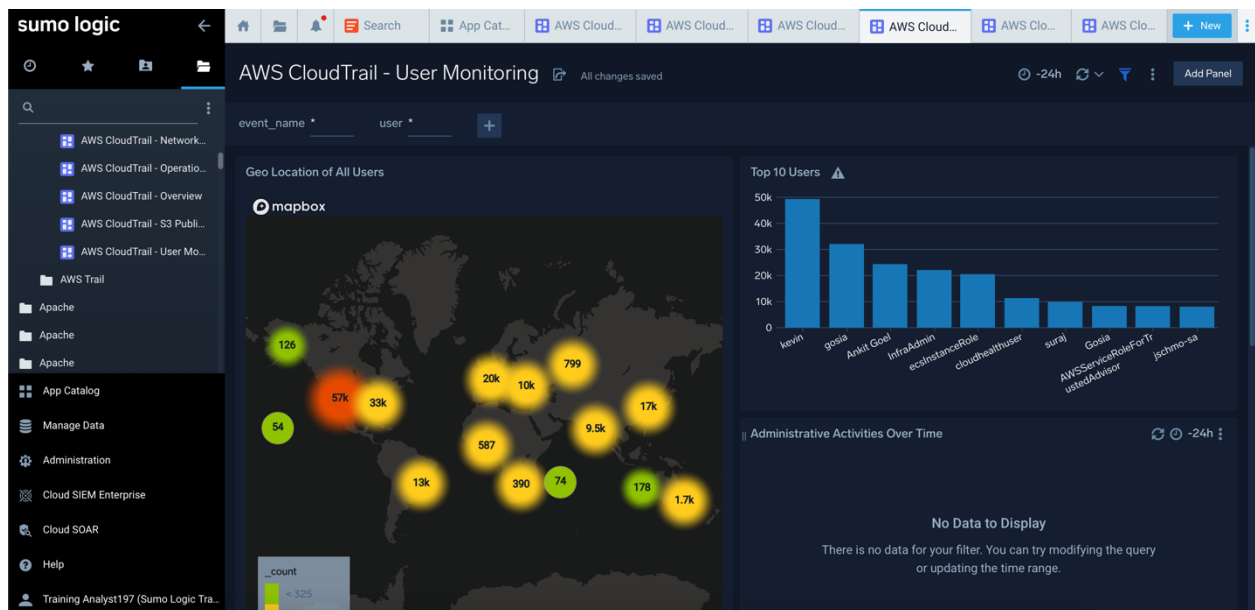 sumo logic
Search
App Cat...
AWS Cloud...
AWS Cloud...
AWS Cloud...
AWS Cloud...
AWS Clo...
AWS Clo...
+ New
AWS CloudTrail - User Monitoring
All changes saved
-24h
Add Panel
event_name *
user *
+
AWS CloudTrail - Network...
AWS CloudTrail - Operatio...
AWS CloudTrail - Overview
AWS CloudTrail - S3 Publi...
AWS CloudTrail - User Mo...
AWS Trail
Apache
Apache
Apache
App Catalog
Manage Data
Administration
Cloud SIEM Enterprise
Cloud SOAR
Help
Training Analyst197 (Sumo Logic Tra...
Geo Location of All Users
mapbox
126
799
20k
10k
57k
33k
17k
54
9.5k
587
13k
390
74
178
1.7k
_count
< 325
Top 10 Users
50k
40k
30k
20k
10k
0
kevin
gosia
Ankit Goel
InfraAdmin
ecsInstanceRole
cloudhealthuser
suraj
Gosia
AWSServiceRoleForTr
ustedAdvisor
jschmo-sa
Administrative Activities Over Time
-24h
No Data to Display
There is no data for your filter. You can try modifying the query
or updating the time range.